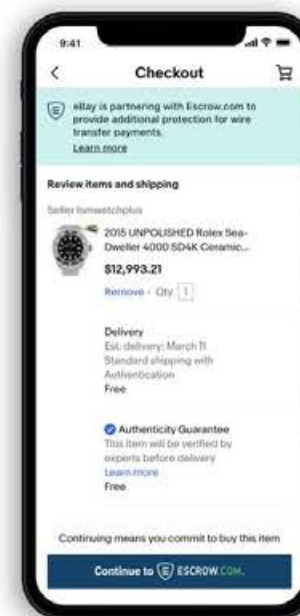 9:41
Checkout
eBay is partnering with Escrow.com to
provide additional protection for wire
transfer payments.
Learn more
Review items and shipping
Seller tomwatchplus
2015 UNPOLISHED Rolex Sea-
Dweller 4000 SD4K Ceramic...
$12,993.21
Remove · Qty 1
Delivery
Est. delivery: March 11
Standard shipping with
Authentication
Free
Authenticity Guarantee
This item will be verified by
experts before delivery
Learn more
Free
Continuing means you commit to buy this item
Continue to ESCROW.COM.